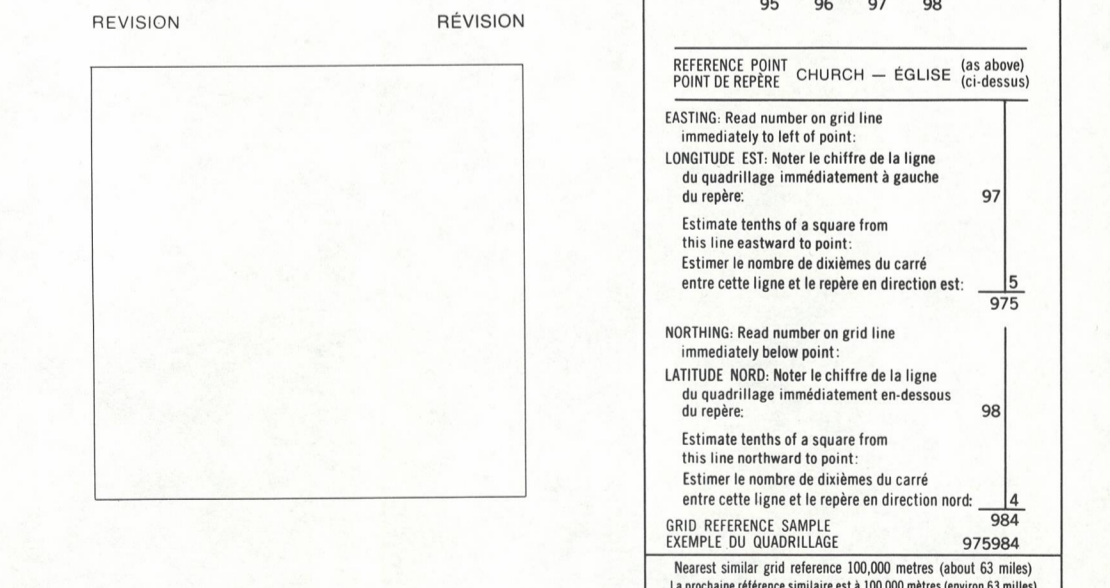 REVISION
RÉVISION
95 96 97 98
REFERENCE POINT
POINT DE REPÈRE
CHURCH — ÉGLISE
(as above)
(ci-dessus)
EASTING: Read number on grid line
immediately to left of point:
LONGITUDE EST: Noter le chiffre de la ligne
du quadrillage immédiatement à gauche
du repère: 97
Estimate tenths of a square from
this line eastward to point:
Estimer le nombre de dixièmes du carré
entre cette ligne et le repère en direction est: 5
975
NORTHING: Read number on grid line
immediately below point:
LATITUDE NORD: Noter le chiffre de la ligne
du quadrillage immédiatement en-dessous
du repère: 98
Estimate tenths of a square from
this line northward to point:
Estimer le nombre de dixièmes du carré
entre cette ligne et le repère en direction nord: 4
984
GRID REFERENCE SAMPLE
EXEMPLE DU QUADRILLAGE 975984
Nearest similar grid reference 100,000 metres (about 63 miles)
La prochaine référence similaire est à 100,000 mètres (environ 63 milles)